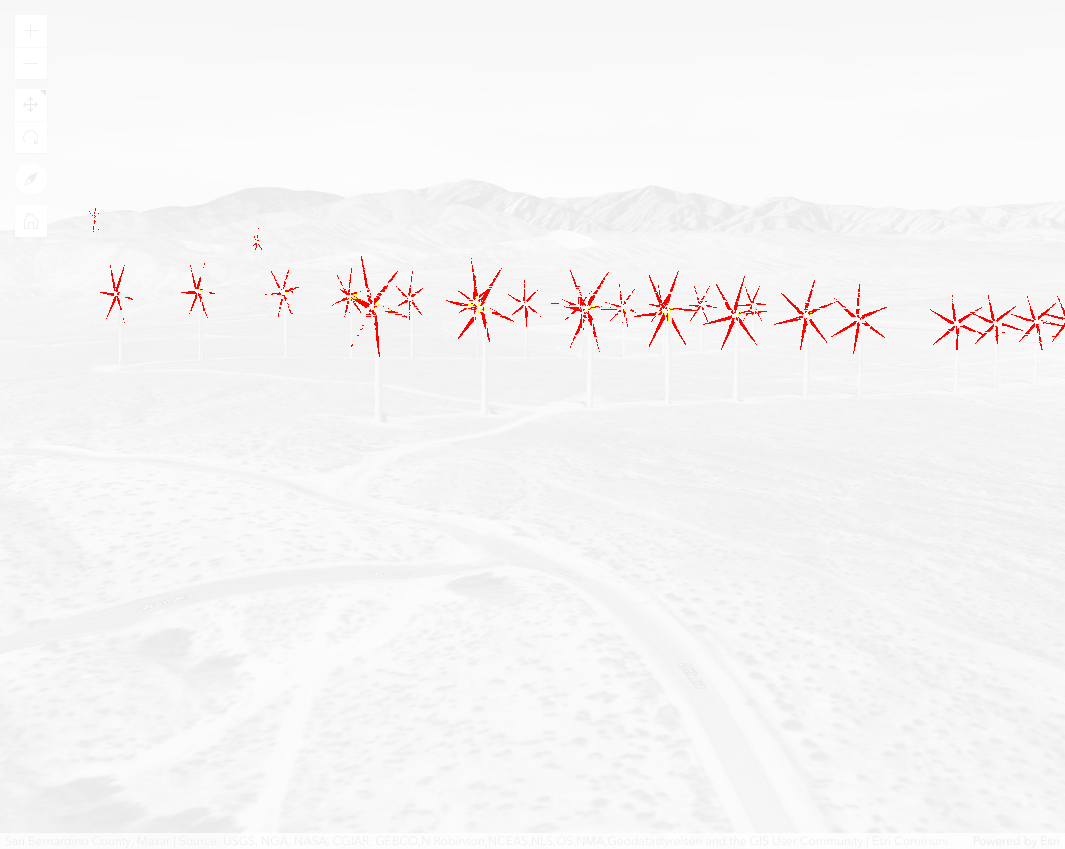 San Bernardino County, Maxar | Source: USGS, NGA, NASA, CGIAR, GEBCO,N Robinson,NCEAS,NLS,OS,NMA,Geodatastyrelsen and the GIS User Community | Esri Commun... Powered by Esri